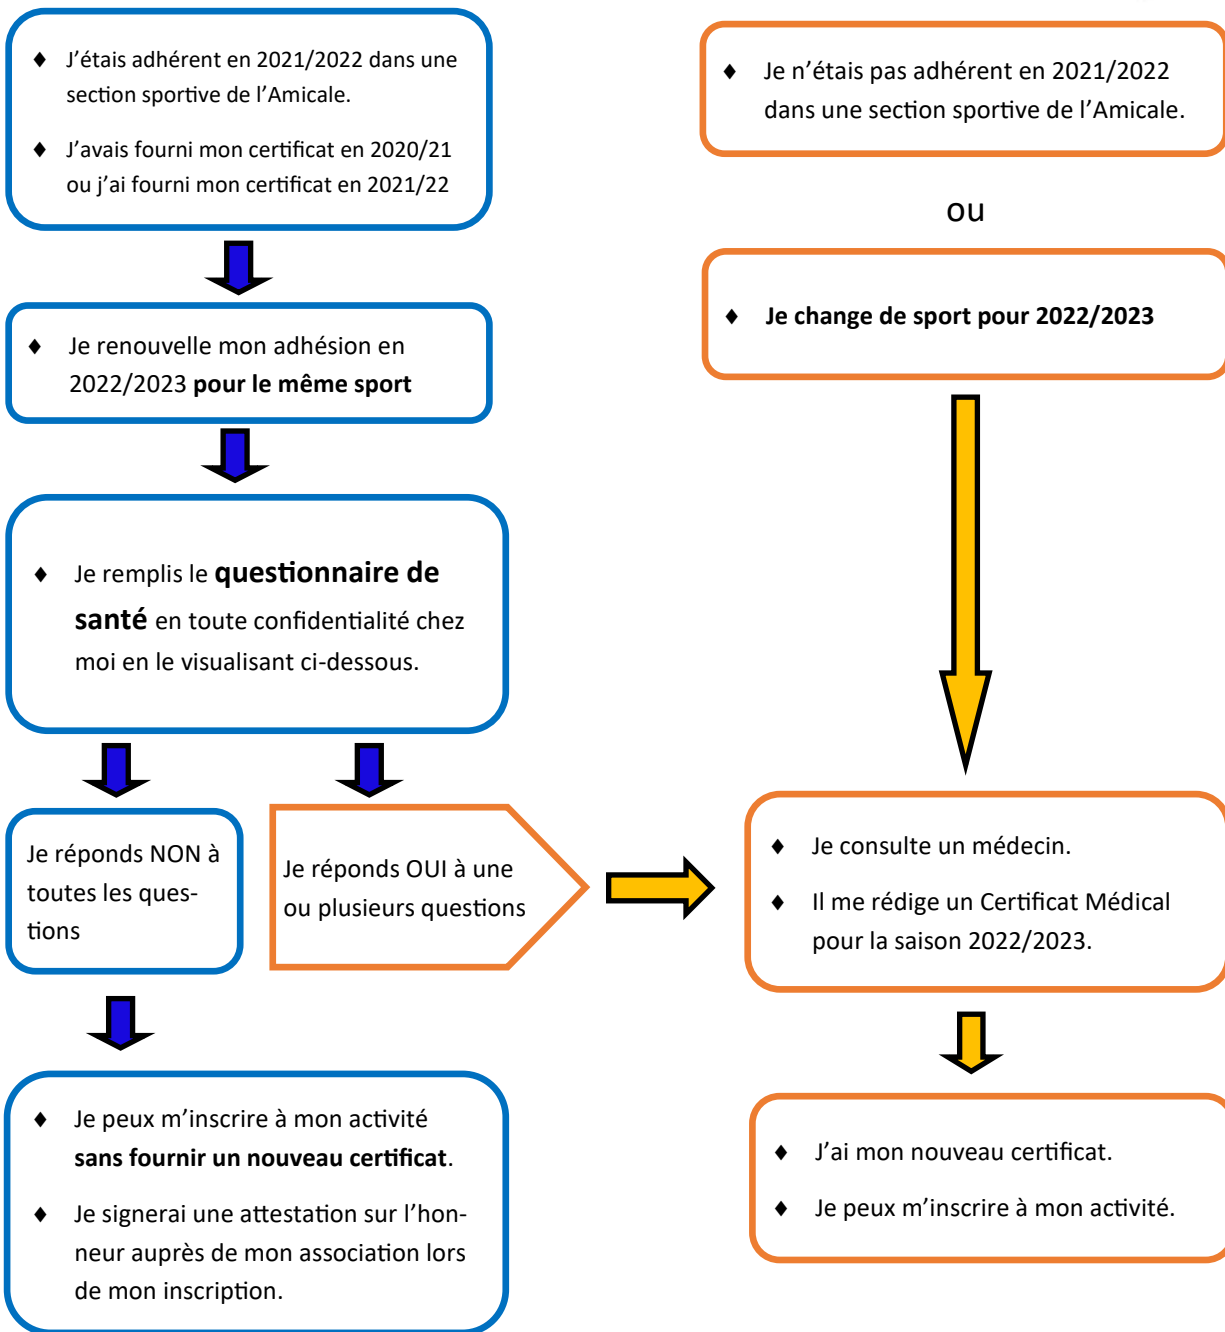 ♦ J’étais adhérent en 2021/2022 dans une
section sportive de l’Amicale.
♦ J’avais fourni mon certificat en 2020/21
ou j’ai fourni mon certificat en 2021/22
♦ Je renouvelle mon adhésion en
2022/2023 pour le même sport
♦ Je remplis le questionnaire de
santé en toute confidentialité chez
moi en le visualisant ci-dessous.
Je réponds NON à
toutes les ques-
tions
Je réponds OUI à une
ou plusieurs questions
♦ Je peux m’inscrire à mon activité
sans fournir un nouveau certificat.
♦ Je signerai une attestation sur l’hon-
neur auprès de mon association lors
de mon inscription.
♦ Je n’étais pas adhérent en 2021/2022
dans une section sportive de l’Amicale.
ou
♦ Je change de sport pour 2022/2023
♦ Je consulte un médecin.
♦ Il me rédige un Certificat Médical
pour la saison 2022/2023.
♦ J’ai mon nouveau certificat.
♦ Je peux m’inscrire à mon activité.